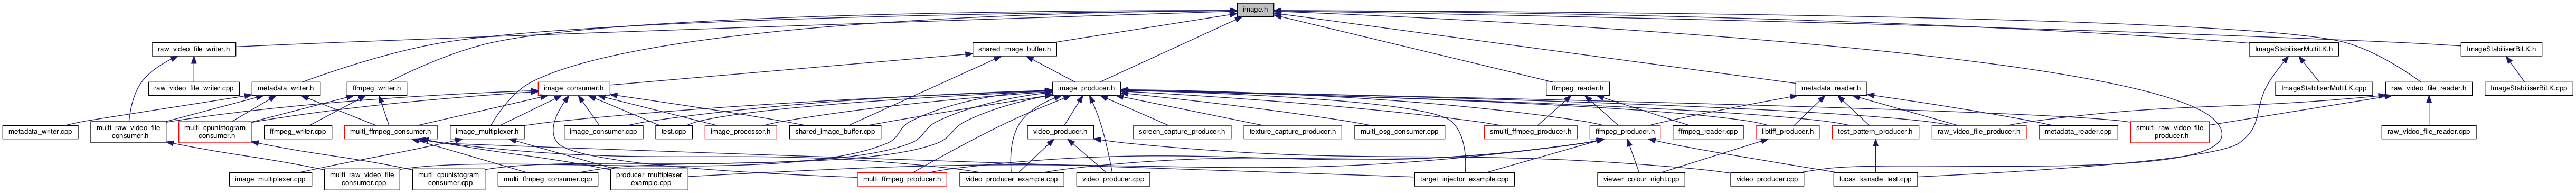 image.h
raw_video_file_writer.h
shared_image_buffer.h
ImageStabiliserMultiLK.h
ImageStabiliserBiLK.h
raw_video_file_writer.cpp
metadata_writer.h
ffmpeg_writer.h
image_consumer.h
image_producer.h
ffmpeg_reader.h
metadata_reader.h
ImageStabiliserMultiLK.cpp
raw_video_file_reader.h
ImageStabiliserBiLK.cpp
metadata_writer.cpp
multi_raw_video_file
_consumer.h
multi_cpuhistogram
_consumer.h
ffmpeg_writer.cpp
multi_ffmpeg_consumer.h
image_multiplexer.h
image_consumer.cpp
test.cpp
image_processor.h
shared_image_buffer.cpp
video_producer.h
screen_capture_producer.h
texture_capture_producer.h
multi_osg_consumer.cpp
smulti_ffmpeg_producer.h
ffmpeg_producer.h
ffmpeg_reader.cpp
libtiff_producer.h
test_pattern_producer.h
raw_video_file_producer.h
metadata_reader.cpp
smulti_raw_video_file
_producer.h
raw_video_file_reader.cpp
image_multiplexer.cpp
multi_raw_video_file
_consumer.cpp
multi_cpuhistogram
_consumer.cpp
multi_ffmpeg_consumer.cpp
producer_multiplexer
_example.cpp
multi_ffmpeg_producer.h
video_producer_example.cpp
video_producer.cpp
target_injector_example.cpp
viewer_colour_night.cpp
video_producer.cpp
lucas_kanade_test.cpp